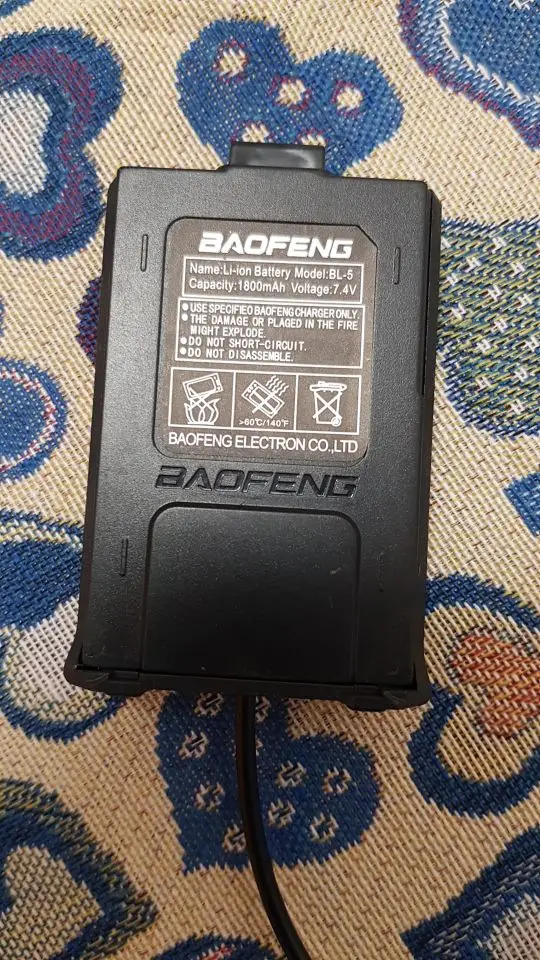 BAOFENG
Name:Li-ion Battery Model:BL-5
Capacity:1800mAh Voltage:7.4V
● USE SPECIFIEO BAOFENG CHARGER ONLY.
● THE DAMAGE OR PLAGED IN THE FIRE
MIGHT EXPLODE.
● DO NOT SHORT-CIRCUIT.
● DO NOT DISASSEMBLE.
>60℃/140℉
BAOFENG ELECTRON CO.,LTD
BAOFENG